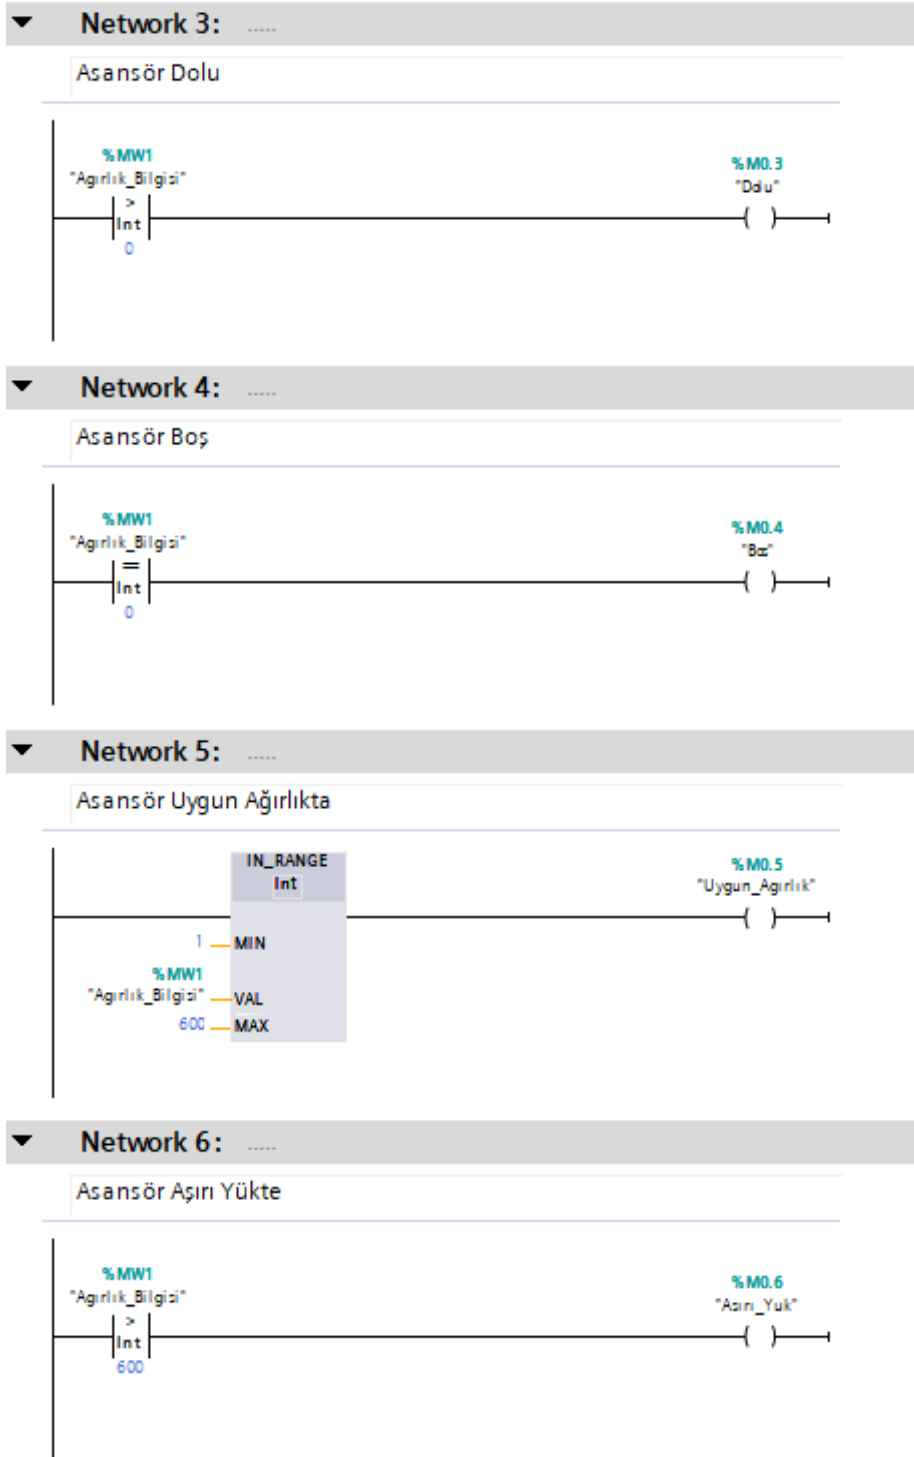 Network 3: .....
Asansör Dolu
%MW1
"Agırlık_Bilgisi"
>
Int
0
%M0.3
"Dolu"
( )
Network 4: .....
Asansör Boş
%MW1
"Agırlık_Bilgisi"
=
Int
0
%M0.4
"Bos"
( )
Network 5: .....
Asansör Uygun Ağırlıkta
IN_RANGE
Int
%M0.5
"Uygun_Agırlık"
( )
1 MIN
%MW1
"Agırlık_Bilgisi" VAL
600 MAX
Network 6: .....
Asansör Aşırı Yükte
%MW1
"Agırlık_Bilgisi"
>
Int
600
%M0.6
"Asırı_Yuk"
( )